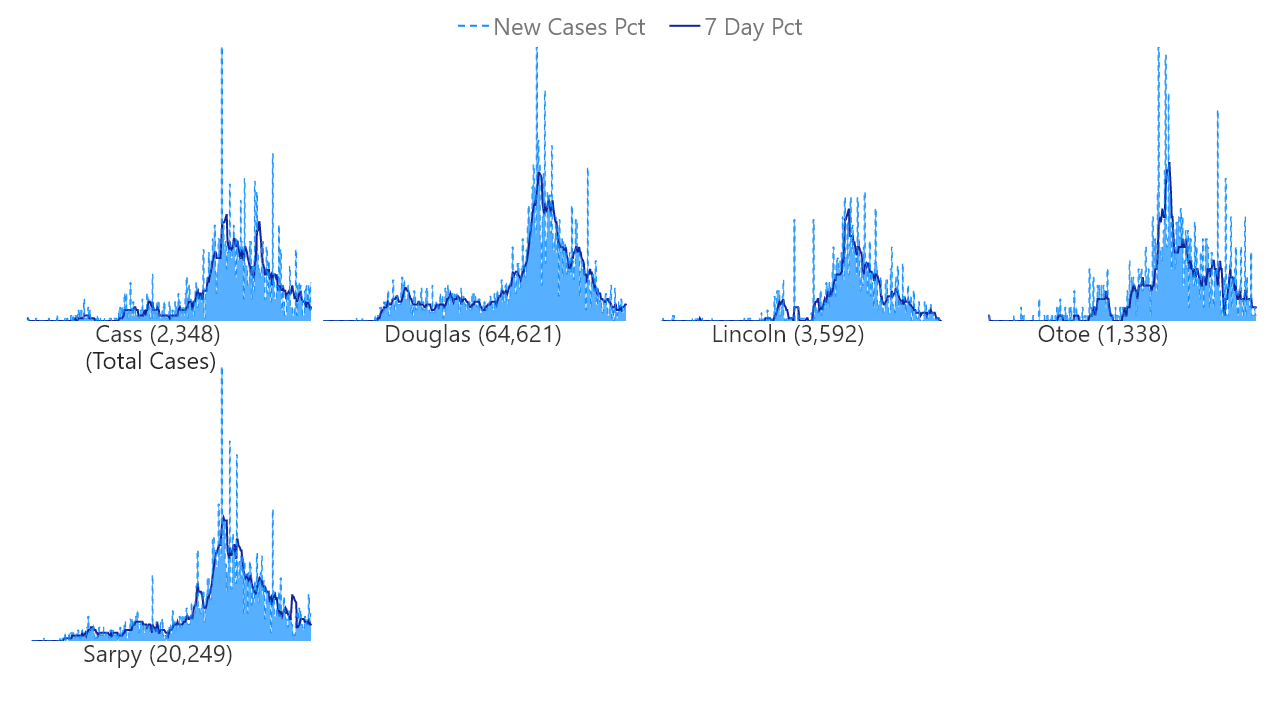 New Cases Pct 7 Day Pct
Cass (2,348) Douglas (64,621) Lincoln (3,592) Otoe (1,338)
(Total Cases)
Sarpy (20,249)